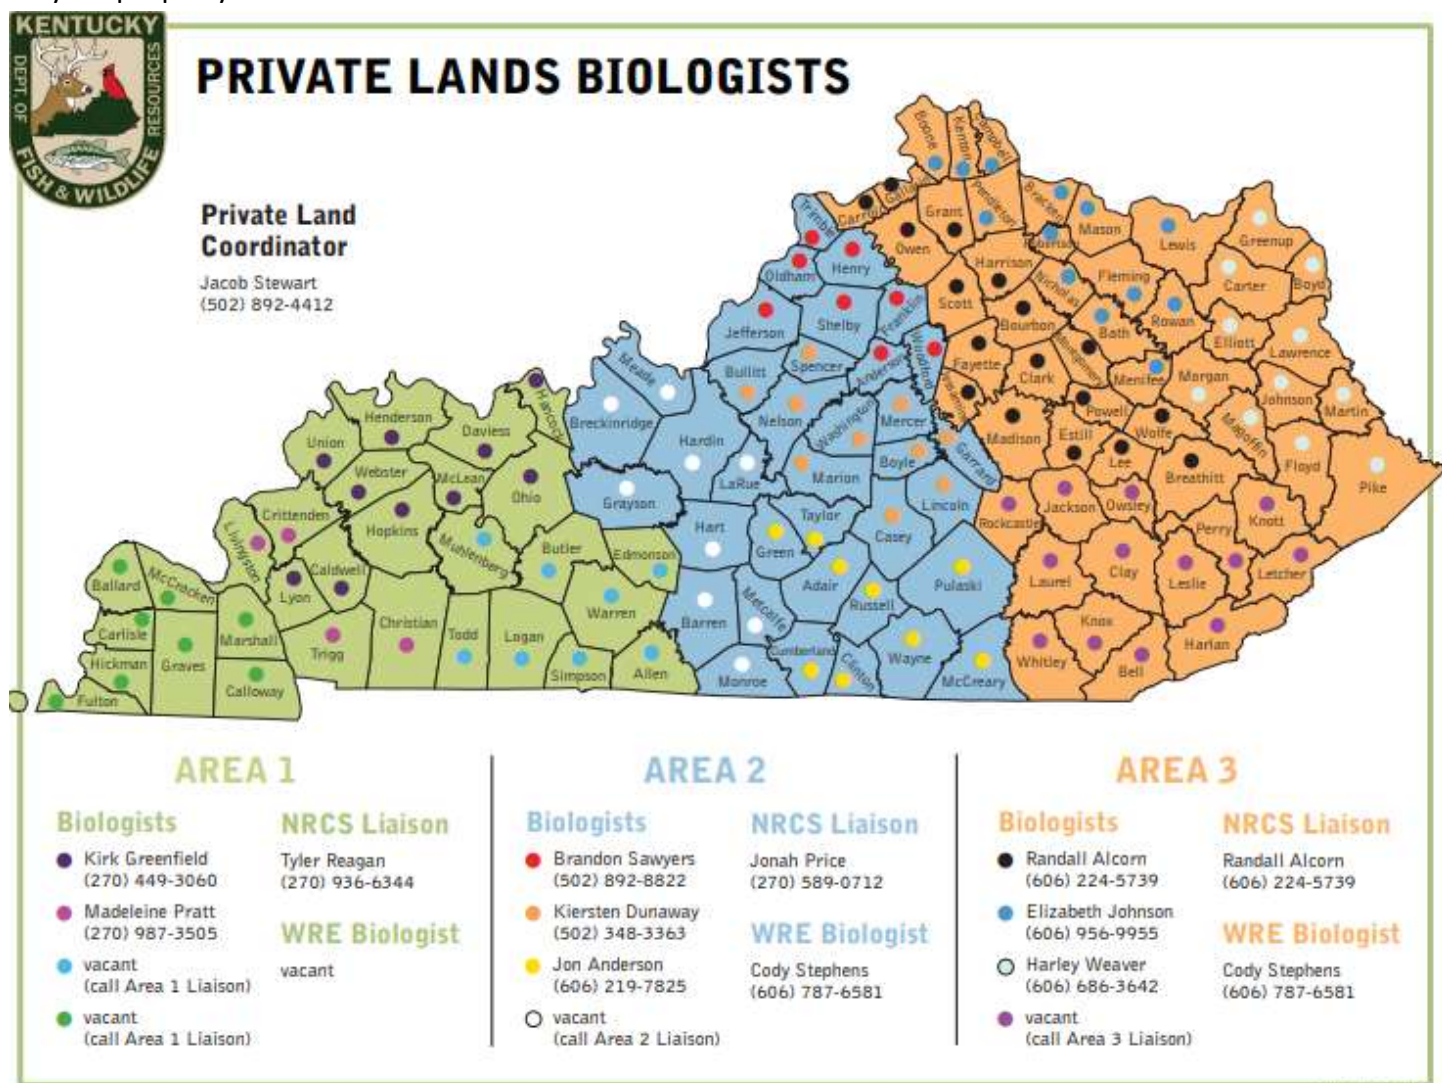 KENTUCKY
DEPT. OF
RESOURCES
FISH & WILDLIFE
PRIVATE LANDS BIOLOGISTS
Private Land
Coordinator
Jacob Stewart
(502) 892-4412
Boone
Kenton
Campbell
Carroll
Grant
Pendleton
Bracken
Mason
Lewis
Greenup
Trimble
Owen
Robertson
Oldham
Henry
Harrison
Nicholas
Fleming
Carter
Boyd
Jefferson
Shelby
Franklin
Scott
Bourbon
Bath
Rowan
Elliott
Lawrence
Meade
Bullitt
Spencer
Anderson
Woodford
Fayette
Clark
Montgomery
Menifee
Morgan
Johnson
Martin
Hancock
Breckinridge
Hardin
Nelson
Washington
Mercer
Garrard
Madison
Estill
Powell
Wolfe
Magoffin
Floyd
Pike
Henderson
Daviess
Union
Webster
McLean
Ohio
Grayson
LaRue
Marion
Boyle
Lincoln
Lee
Breathitt
Crittenden
Hopkins
Hart
Taylor
Casey
Rockcastle
Jackson
Owsley
Perry
Knott
Livingston
Muhlenberg
Butler
Edmonson
Green
Adair
Pulaski
Laurel
Clay
Leslie
Letcher
Ballard
McCracken
Caldwell
Lyon
Warren
Barren
Metcalfe
Russell
Carlisle
Marshall
Christian
Todd
Logan
Knox
Harlan
Hickman
Graves
Trigg
Simpson
Allen
Monroe
Cumberland
Clinton
Wayne
McCreary
Whitley
Bell
Fulton
Calloway
AREA 1
AREA 2
AREA 3
Biologists
Kirk Greenfield
(270) 449-3060
Madeleine Pratt
(270) 987-3505
vacant
(call Area 1 Liaison)
vacant
(call Area 1 Liaison)
NRCS Liaison
Tyler Reagan
(270) 936-6344
WRE Biologist
vacant
Biologists
Brandon Sawyers
(502) 892-8822
Kiersten Dunaway
(502) 348-3363
Jon Anderson
(606) 219-7825
vacant
(call Area 2 Liaison)
NRCS Liaison
Jonah Price
(270) 589-0712
WRE Biologist
Cody Stephens
(606) 787-6581
Biologists
Randall Alcorn
(606) 224-5739
Elizabeth Johnson
(606) 956-9955
Harley Weaver
(606) 686-3642
vacant
(call Area 3 Liaison)
NRCS Liaison
Randall Alcorn
(606) 224-5739
WRE Biologist
Cody Stephens
(606) 787-6581